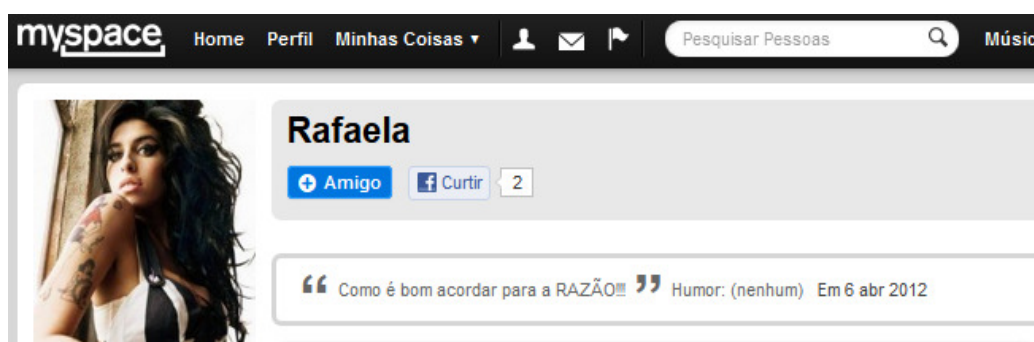 myspace Home Perfil Minhas Coisas Pesquisar Pessoas Músic
Rafaela
Amigo Curtir 2
“ Como é bom acordar para a RAZÃO!!! ” Humor: (nenhum) Em 6 abr 2012